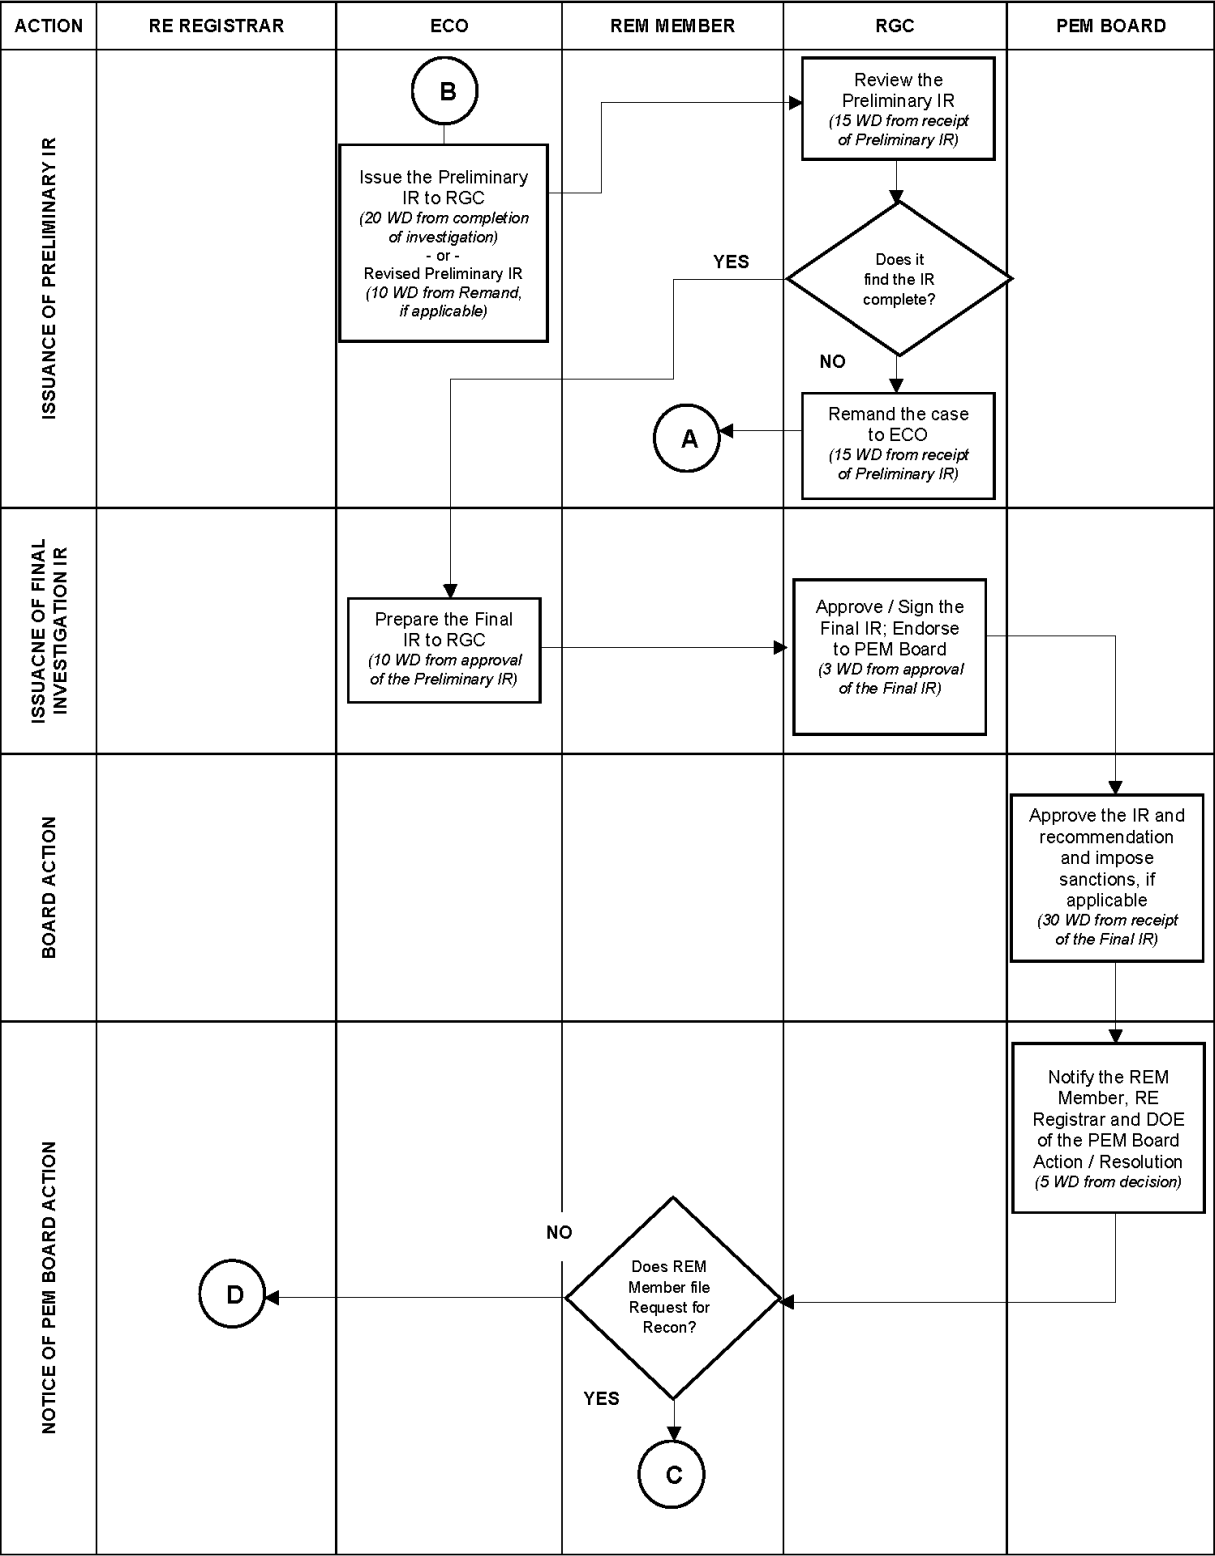 ACTION
RE REGISTRAR
ECO
REM MEMBER
RGC
PEM BOARD
ISSUANCE OF PRELIMINARY IR
B
Issue the Preliminary
IR to RGC
(20 WD from completion
of investigation)
- or -
Revised Preliminary IR
(10 WD from Remand,
if applicable)
Review the
Preliminary IR
(15 WD from receipt
of Preliminary IR)
Does it
find the IR
complete?
YES
NO
Remand the case
to ECO
(15 WD from receipt
of Preliminary IR)
A
ISSUACNE OF FINAL
INVESTIGATION IR
Prepare the Final
IR to RGC
(10 WD from approval
of the Preliminary IR)
Approve / Sign the
Final IR; Endorse
to PEM Board
(3 WD from approval
of the Final IR)
BOARD ACTION
Approve the IR and
recommendation
and impose
sanctions, if
applicable
(30 WD from receipt
of the Final IR)
NOTICE OF PEM BOARD ACTION
Notify the REM
Member, RE
Registrar and DOE
of the PEM Board
Action / Resolution
(5 WD from decision)
NO
Does REM
Member file
Request for
Recon?
D
YES
C